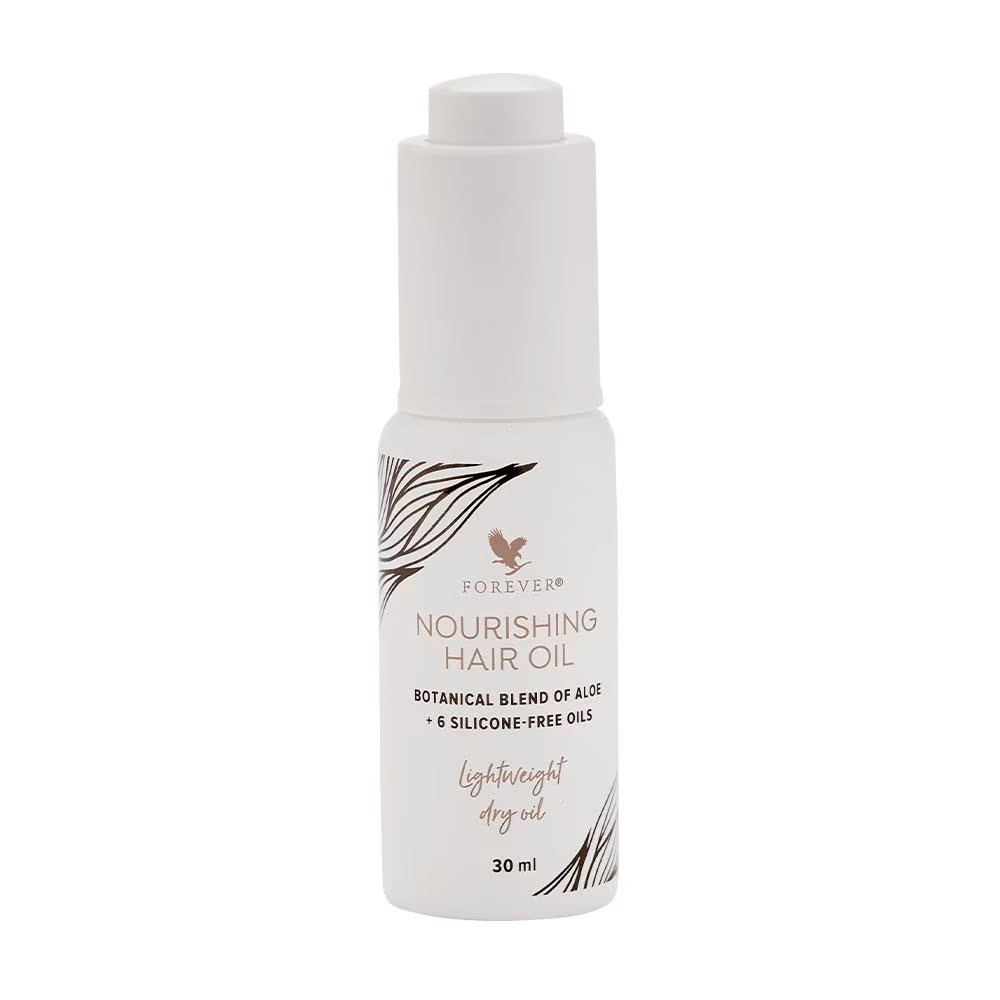 FOREVER®
NOURISHING
HAIR OIL
BOTANICAL BLEND OF ALOE
+ 6 SILICONE-FREE OILS
Lightweight
dry oil
30 ml